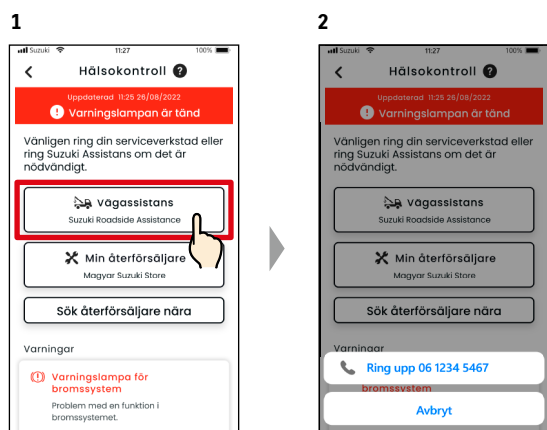 1
Suzuki 11:27 100%
Hälsokontroll ?
Uppdaterad 11:25 26/08/2022
! Varningslampan är tänd
Vänligen ring din serviceverkstad eller
ring Suzuki Assistans om det är
nödvändigt.
Vägassistans
Suzuki Roadside Assistance
Min återförsäljare
Magyar Suzuki Store
Sök återförsäljare nära
Varningar
Varningslampa för
bromssystem
Problem med en funktion i
bromssystemet.
2
Suzuki 11:27 100%
Hälsokontroll ?
Uppdaterad 11:25 26/08/2022
! Varningslampan är tänd
Vänligen ring din serviceverkstad eller
ring Suzuki Assistans om det är
nödvändigt.
Vägassistans
Suzuki Roadside Assistance
Min återförsäljare
Magyar Suzuki Store
Sök återförsäljare nära
Varningar
Ring upp 06 1234 5467
bromssystem
Avbryt